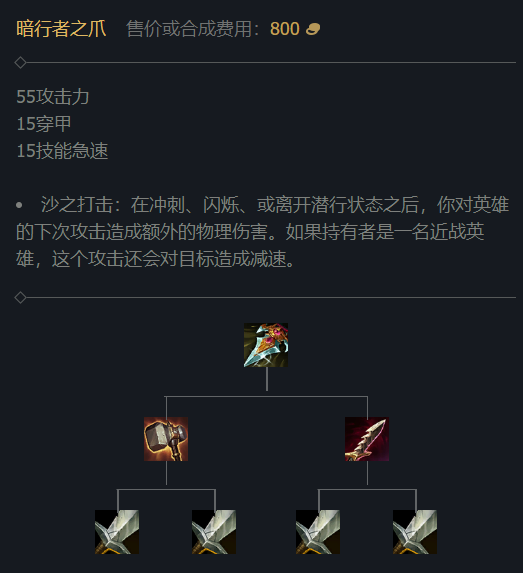 暗行者之爪 售价或合成费用：800
55攻击力
15穿甲
15技能急速
• 沙之打击：在冲刺、闪烁、或离开潜行状态之后，你对英雄
的下次攻击造成额外的物理伤害。如果持有者是一名近战英
雄，这个攻击还会对目标造成减速。